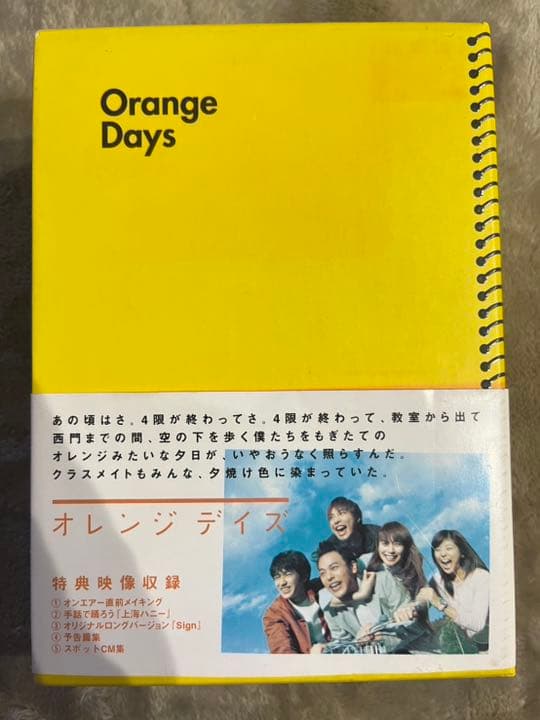 Orange
Days
あの頃はさ。4限が終わってさ。4限が終わって、教室から出て
西門までの間、空の下を歩く僕たちをもぎたての
オレンジみたいな夕日が、いやおうなく照らすんだ。
クラスメイトもみんな、夕焼け色に染まっていた。
オレンジデイズ
特典映像収録
①オンエアー直前メイキング
②手話で踊ろう「上海ハニー」
③オリジナルロングバージョン「Sign」
④予告編集
⑤スポットCM集